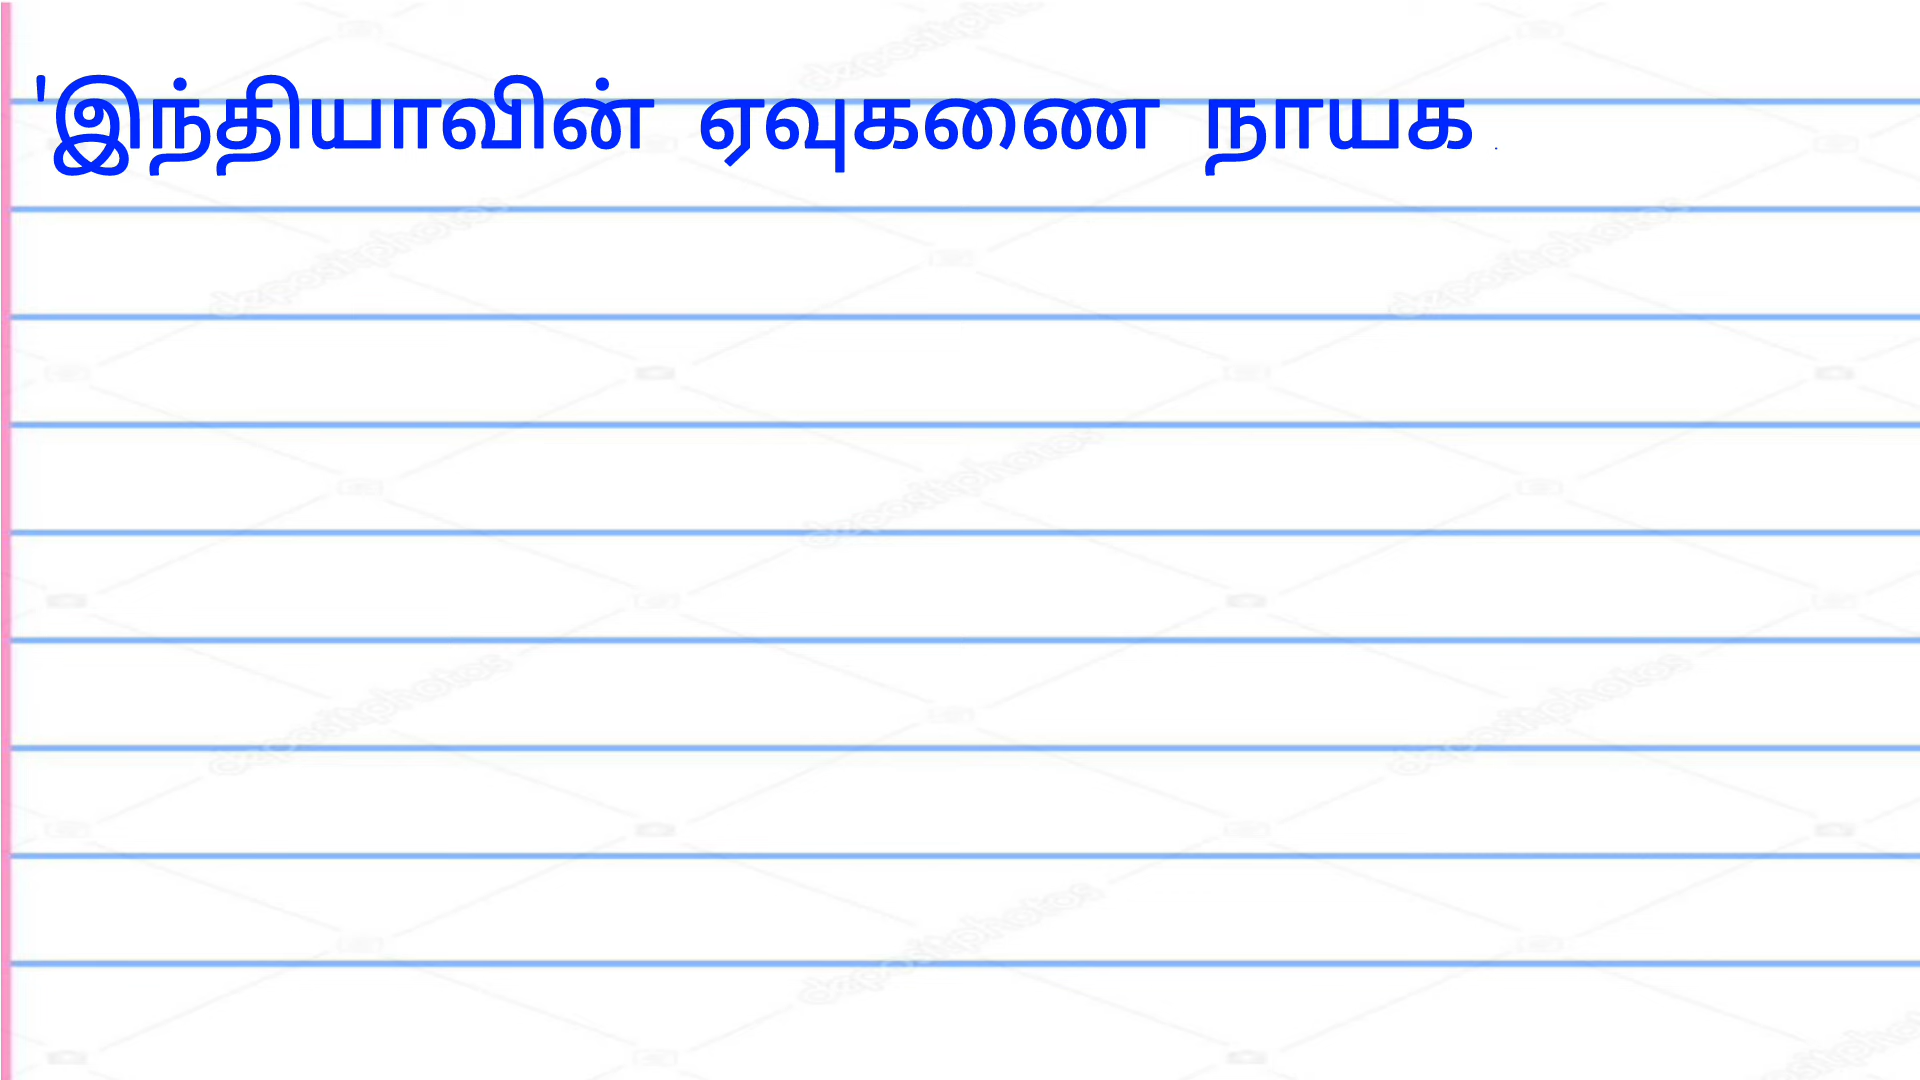 'இந்தியாவின் ஏவுகணை நாயக